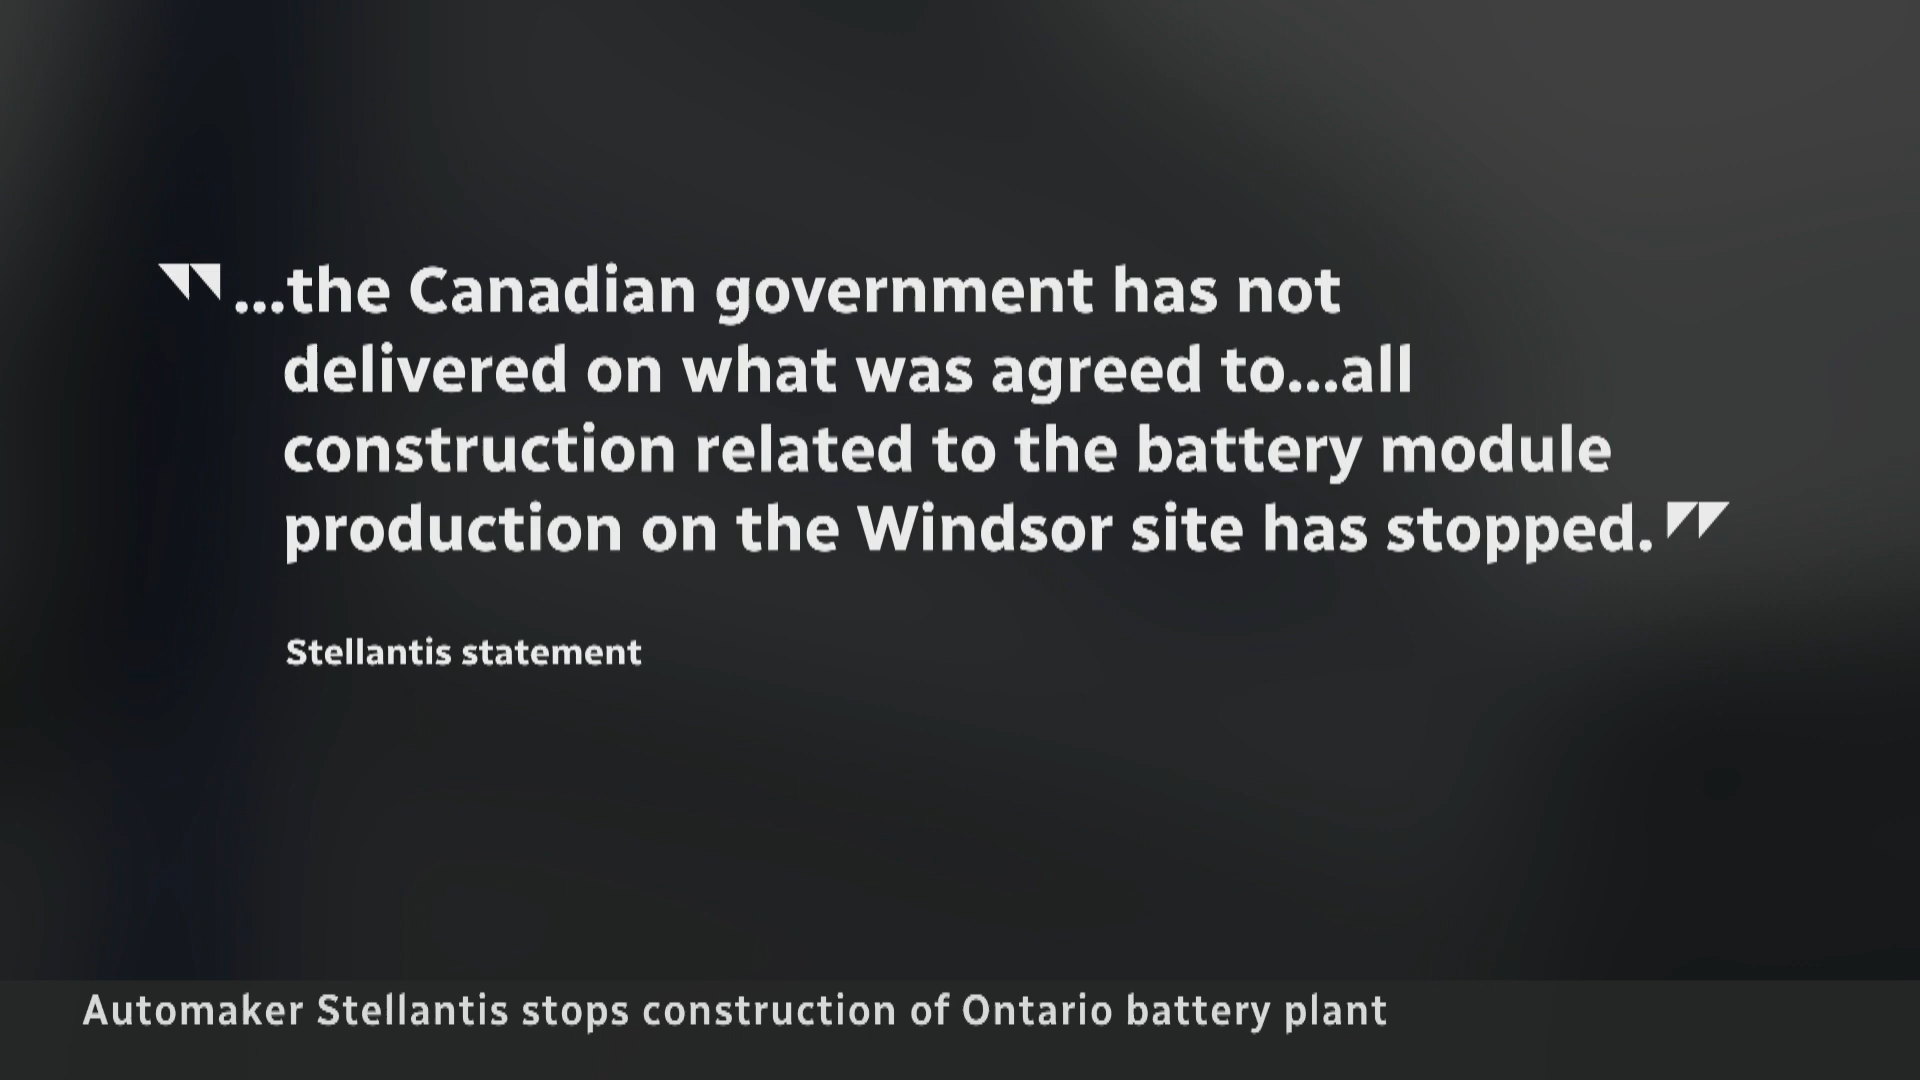 "...the Canadian government has not
delivered on what was agreed to...all
construction related to the battery module
production on the Windsor site has stopped."
Stellantis statement
Automaker Stellantis stops construction of Ontario battery plant